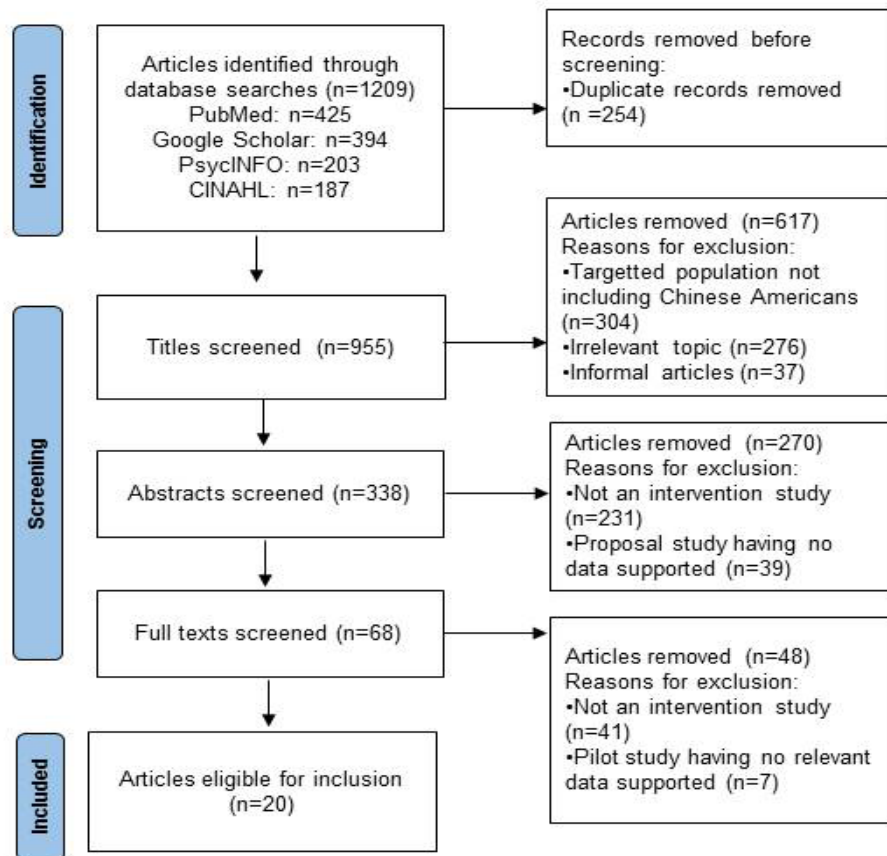 Identification
Articles identified through
database searches (n=1209)
PubMed: n=425
Google Scholar: n=394
PsycINFO: n=203
CINAHL: n=187
Records removed before
screening:
•Duplicate records removed
(n =254)
Screening
Titles screened (n=955)
Articles removed (n=617)
Reasons for exclusion:
•Targetted population not
including Chinese Americans
(n=304)
•Irrelevant topic (n=276)
•Informal articles (n=37)
Abstracts screened (n=338)
Articles removed (n=270)
Reasons for exclusion:
•Not an intervention study
(n=231)
•Proposal study having no
data supported (n=39)
Full texts screened (n=68)
Articles removed (n=48)
Reasons for exclusion:
•Not an intervention study
(n=41)
•Pilot study having no relevant
data supported (n=7)
Included
Articles eligible for inclusion
(n=20)